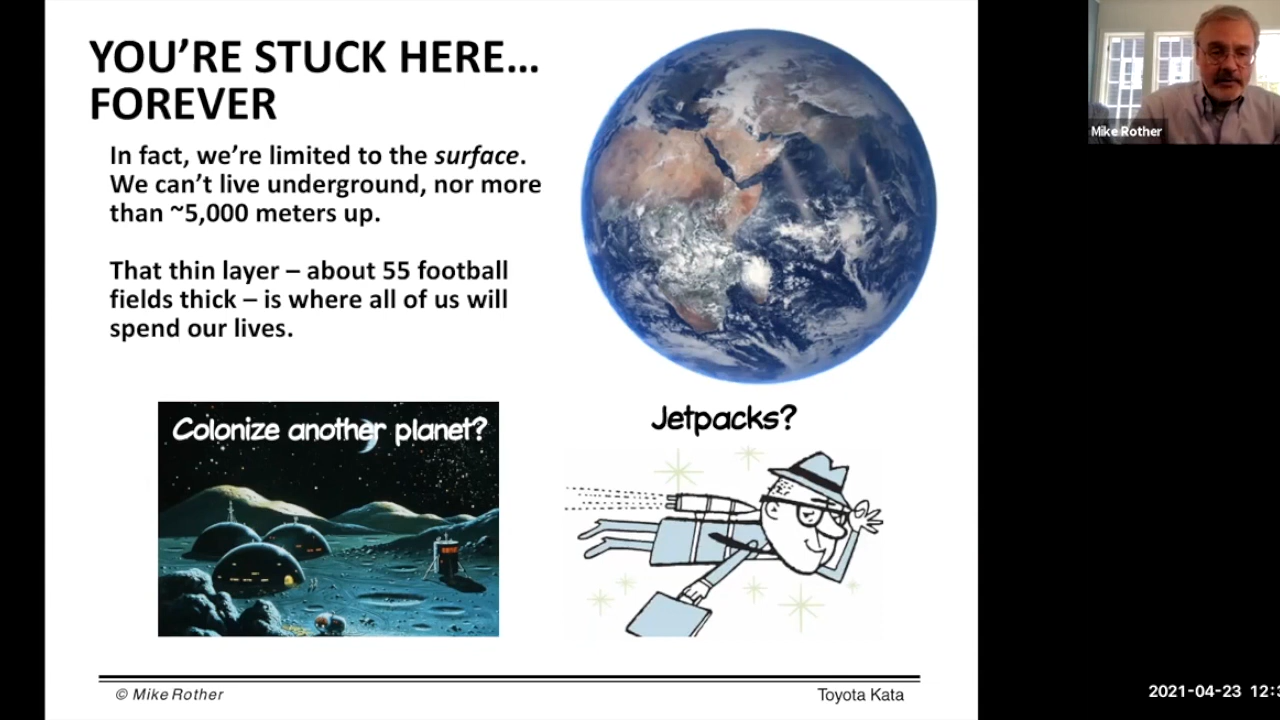 YOU'RE STUCK HERE…
FOREVER
In fact, we're limited to the surface.
We can't live underground, nor more
than ~5,000 meters up.
That thin layer – about 55 football
fields thick – is where all of us will
spend our lives.
Colonize another planet?
Jetpacks?
© Mike Rother
Toyota Kata
Mike Rother
2021-04-23 12:3